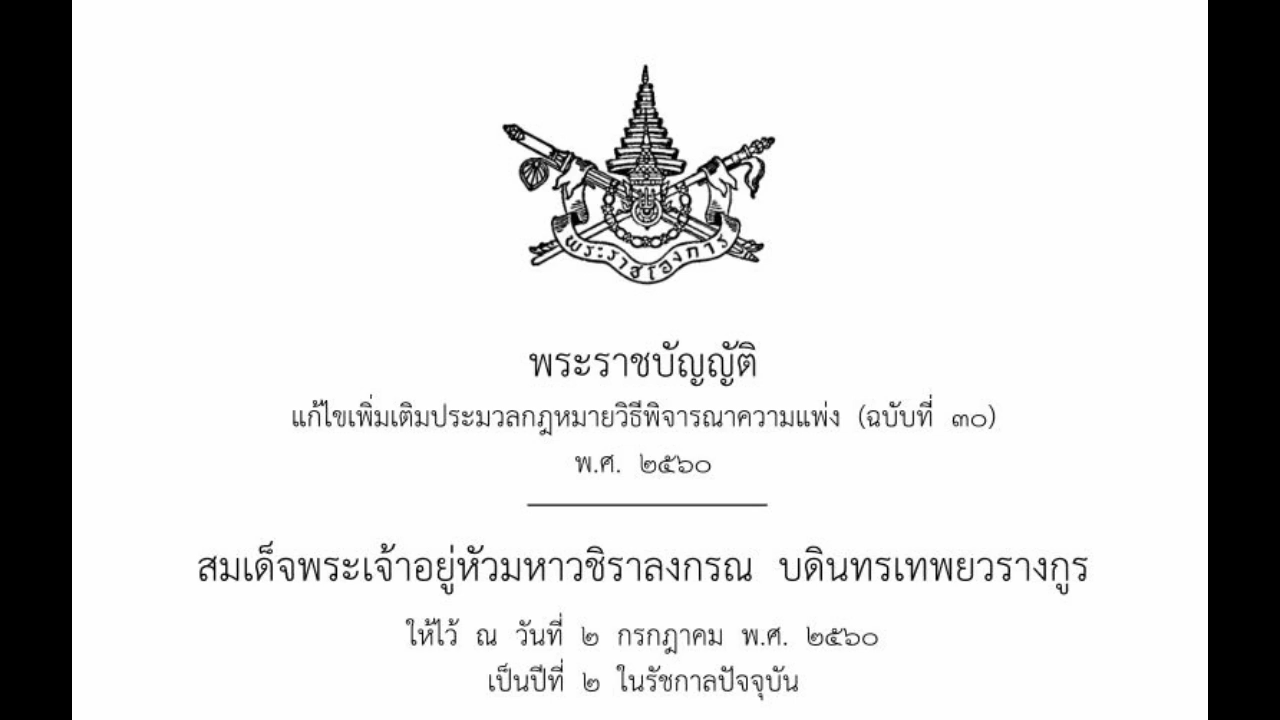 พระราชโองการ
พระราชบัญญัติ
แก้ไขเพิ่มเติมประมวลกฎหมายวิธีพิจารณาความแพ่ง (ฉบับที่ ๓๐)
พ.ศ. ๒๕๖๐
สมเด็จพระเจ้าอยู่หัวมหาวชิราลงกรณ บดินทรเทพยวรางกูร
ให้ไว้ ณ วันที่ ๒ กรกฎาคม พ.ศ. ๒๕๖๐
เป็นปีที่ ๒ ในรัชกาลปัจจุบัน